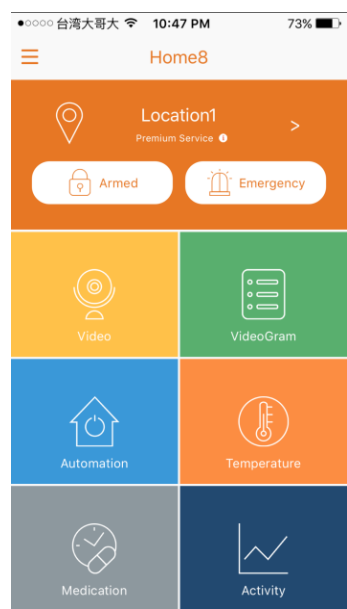 台湾大哥大 10:47 PM 73%
Home8
Location1
>
Premium Service
Armed Emergency
Video VideoGram
Automation Temperature
Medication Activity